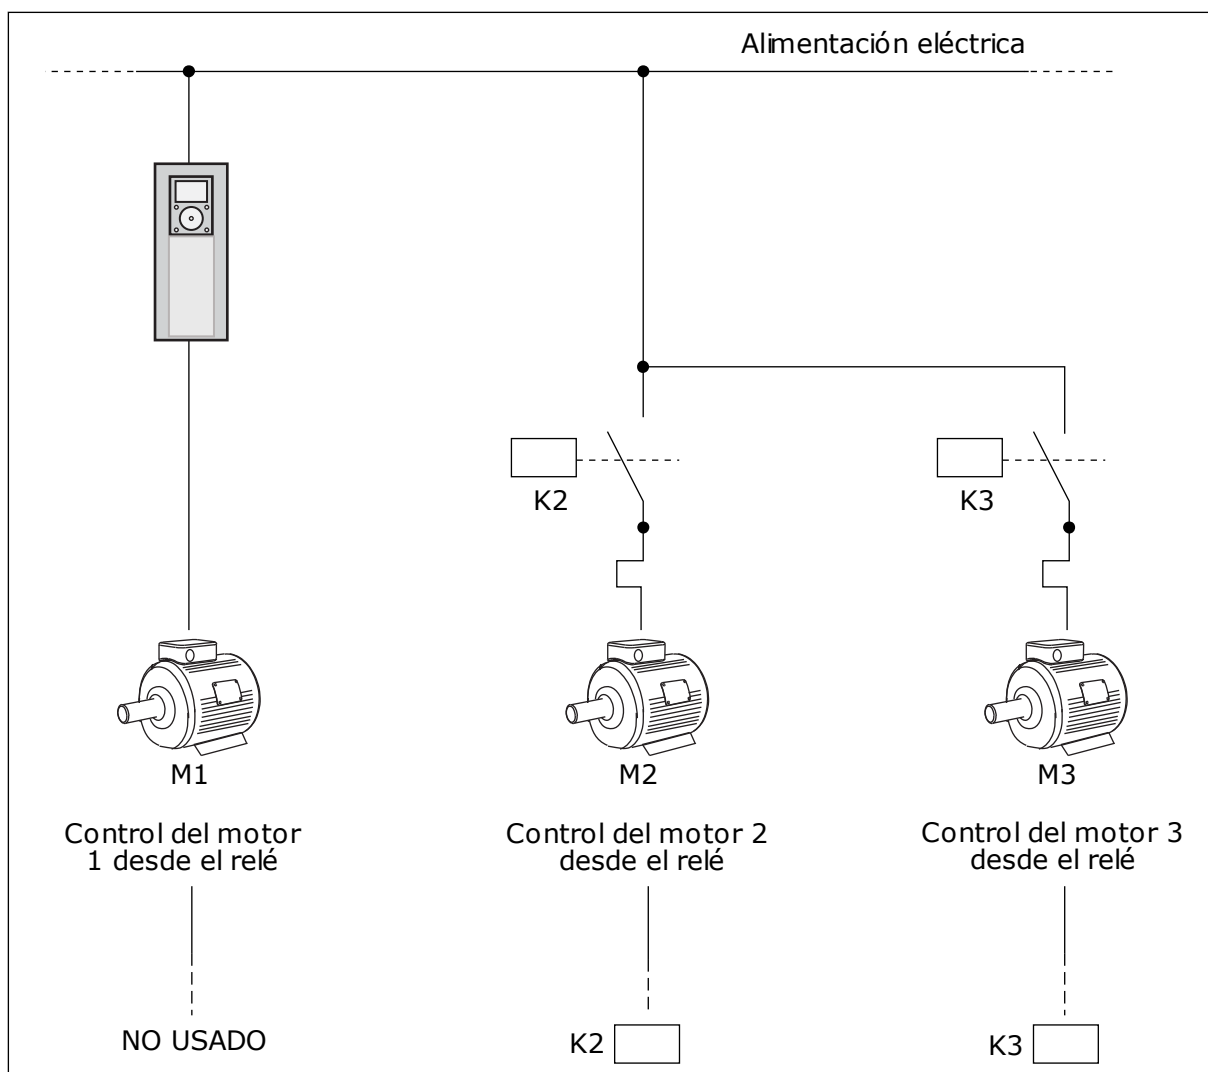 Alimentación eléctrica
K2
K3
M1
M2
M3
Control del motor
1 desde el relé
Control del motor 2
desde el relé
Control del motor 3
desde el relé
NO USADO
K2
K3